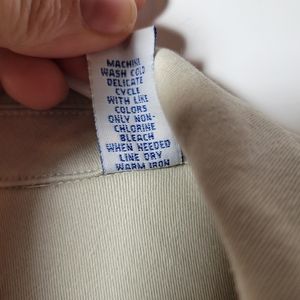 MACHINE
WASH COLD
DELICATE
CYCLE
WITH LIKE
COLORS
ONLY NON-
CHLORINE
BLEACH
WHEN NEEDED
LINE DRY
WARM IRON